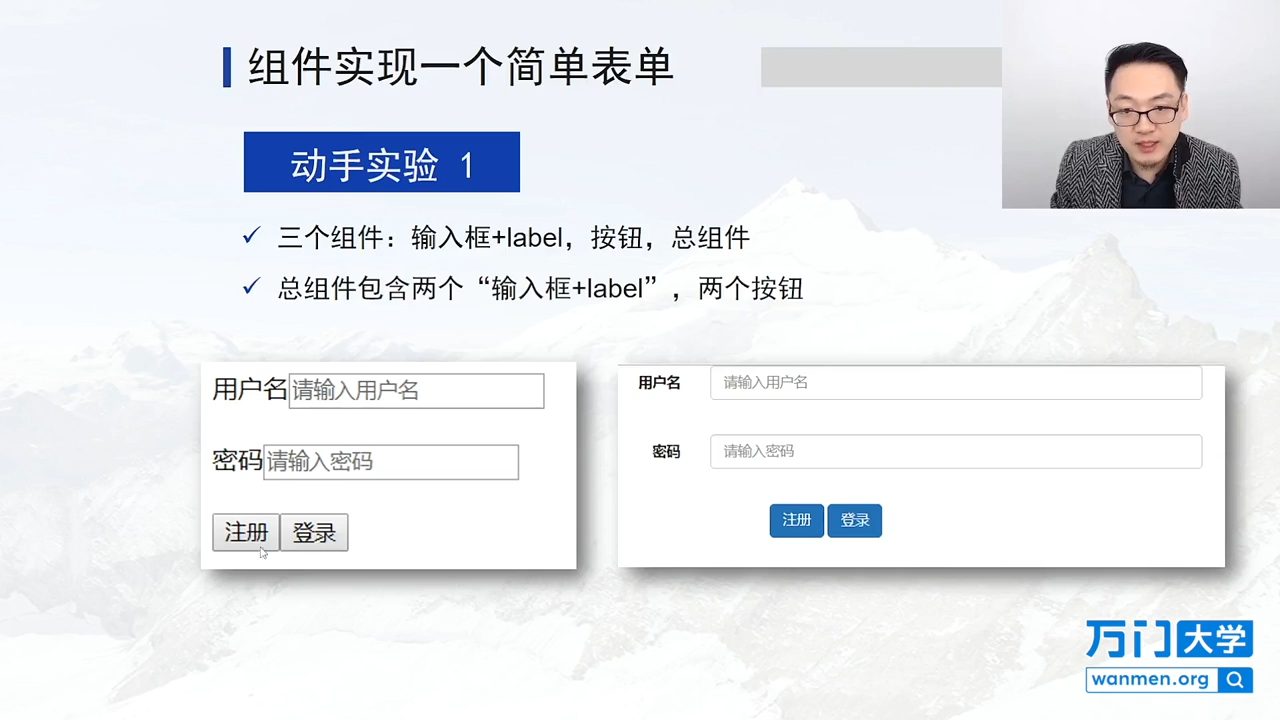 组件实现一个简单表单
动手实验 1
✓ 三个组件：输入框+label，按钮，总组件
✓ 总组件包含两个“输入框+label”，两个按钮
用户名 请输入用户名
密码 请输入密码
注册 登录
用户名 请输入用户名
密码 请输入密码
注册 登录
万门大学
wanmen.org